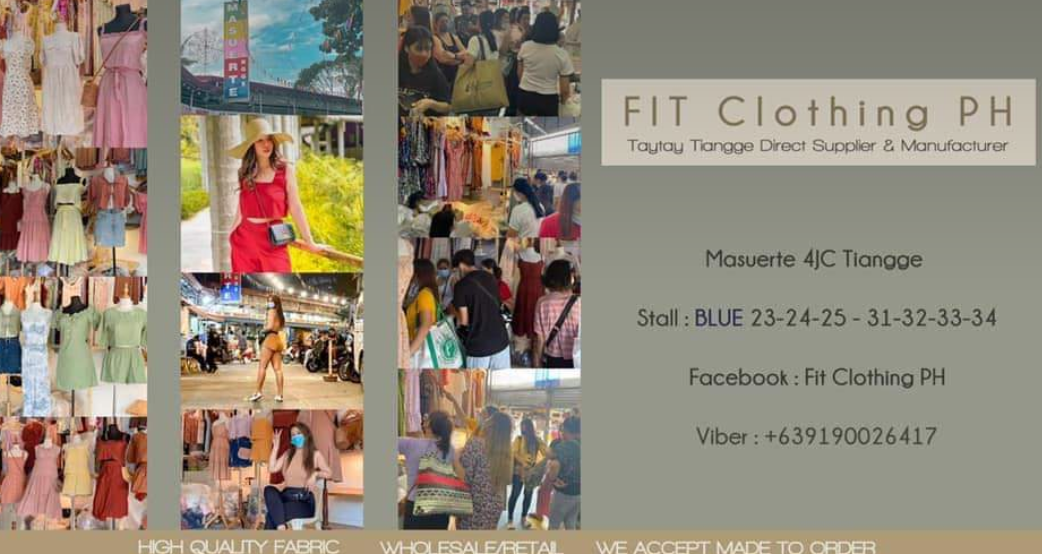 MASUERTE
FIT Clothing PH
Taytay Tiangge Direct Supplier & Manufacturer
Masuerte 4JC Tiangge
Stall : BLUE 23-24-25 - 31-32-33-34
Facebook : Fit Clothing PH
Viber : +639190026417
HIGH QUALITY FABRIC WHOLESALE/RETAIL WE ACCEPT MADE TO ORDER